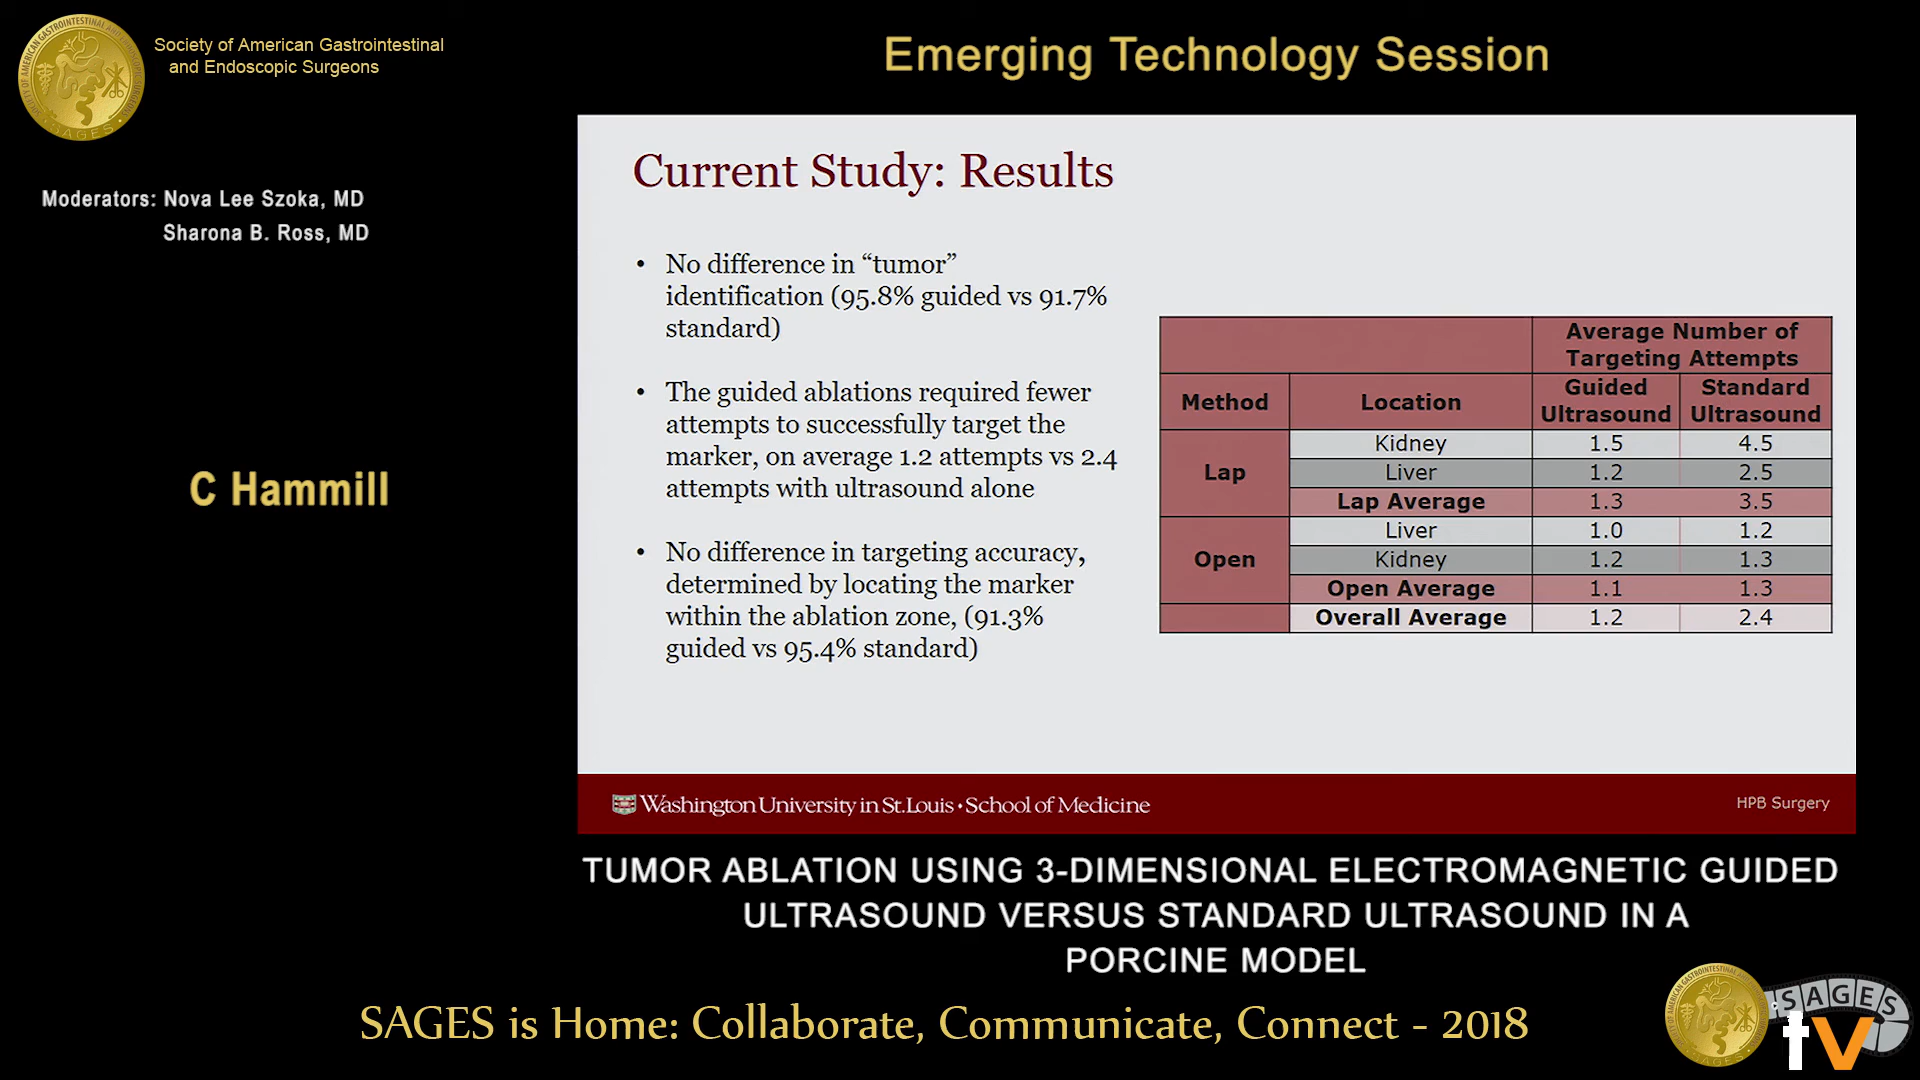 Society of American Gastrointestinal
and Endoscopic Surgeons
Emerging Technology Session
Moderators: Nova Lee Szoka, MD
Sharona B. Ross, MD
C Hammill
Current Study: Results
• No difference in “tumor”
identification (95.8% guided vs 91.7%
standard)
• The guided ablations required fewer
attempts to successfully target the
marker, on average 1.2 attempts vs 2.4
attempts with ultrasound alone
• No difference in targeting accuracy,
determined by locating the marker
within the ablation zone, (91.3%
guided vs 95.4% standard)
Average Number of
Targeting Attempts
Method Location Guided Ultrasound Standard Ultrasound
Lap Kidney 1.5 4.5
Liver 1.2 2.5
Lap Average 1.3 3.5
Open Liver 1.0 1.2
Kidney 1.2 1.3
Open Average 1.1 1.3
Overall Average 1.2 2.4
Washington University in St. Louis • School of Medicine
HPB Surgery
TUMOR ABLATION USING 3-DIMENSIONAL ELECTROMAGNETIC GUIDED
ULTRASOUND VERSUS STANDARD ULTRASOUND IN A
PORCINE MODEL
SAGES is Home: Collaborate, Communicate, Connect - 2018
SAGES
tv